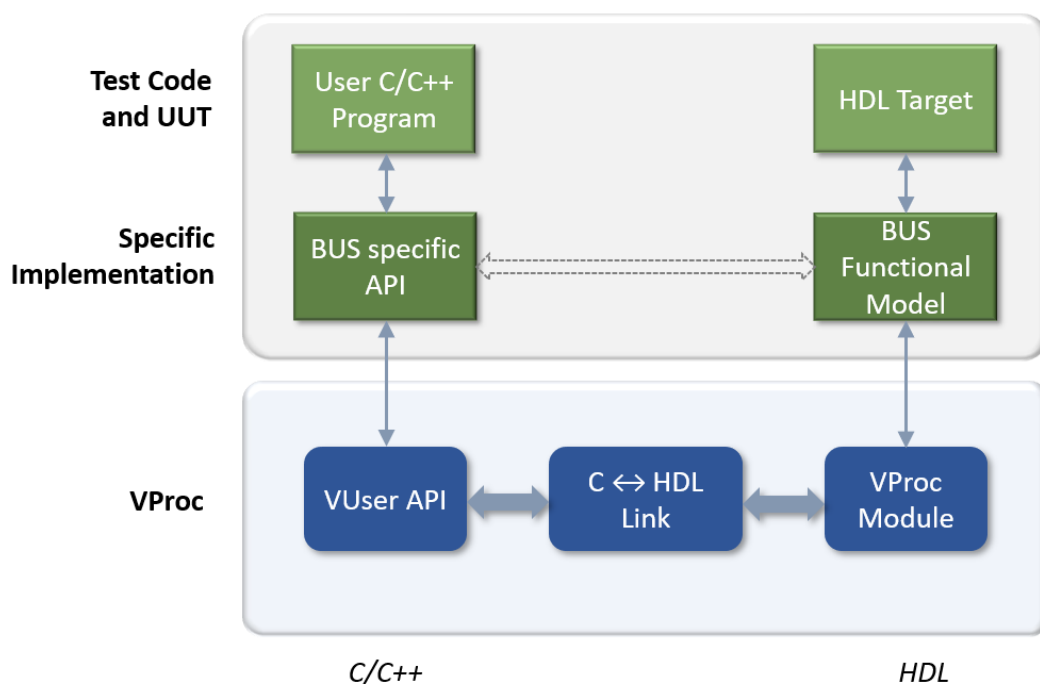 Test Code
and UUT
User C/C++
Program
HDL Target
Specific
Implementation
BUS specific
API
BUS
Functional
Model
VProc
VUser API
C ↔ HDL
Link
VProc
Module
C/C++
HDL